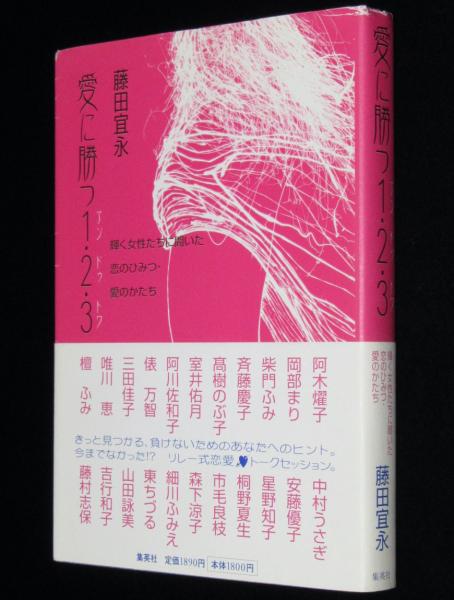 藤田宜永
愛に勝つ1・2・3
アン ドゥ トワ
輝く女性たちに聞いた
恋のひみつ・
愛のかたち
阿木燿子
岡部まり
柴門ふみ
斉藤慶子
髙樹のぶ子
室井佑月
阿川佐和子
俵 万智
三田佳子
唯川 恵
檀 ふみ
きっと見つかる、負けないためのあなたへのヒント。
今までなかった!? リレー式恋愛トークセッション。
中村うさぎ
安藤優子
星野知子
桐野夏生
市毛良枝
森下涼子
細川ふみえ
東ちづる
山田詠美
吉行和子
藤村志保
集英社 定価1890円 本体1800円
愛に勝つ1・2・3
輝く女性たちに聞いた
恋のひみつ・
愛のかたち
藤田宜永
集英社